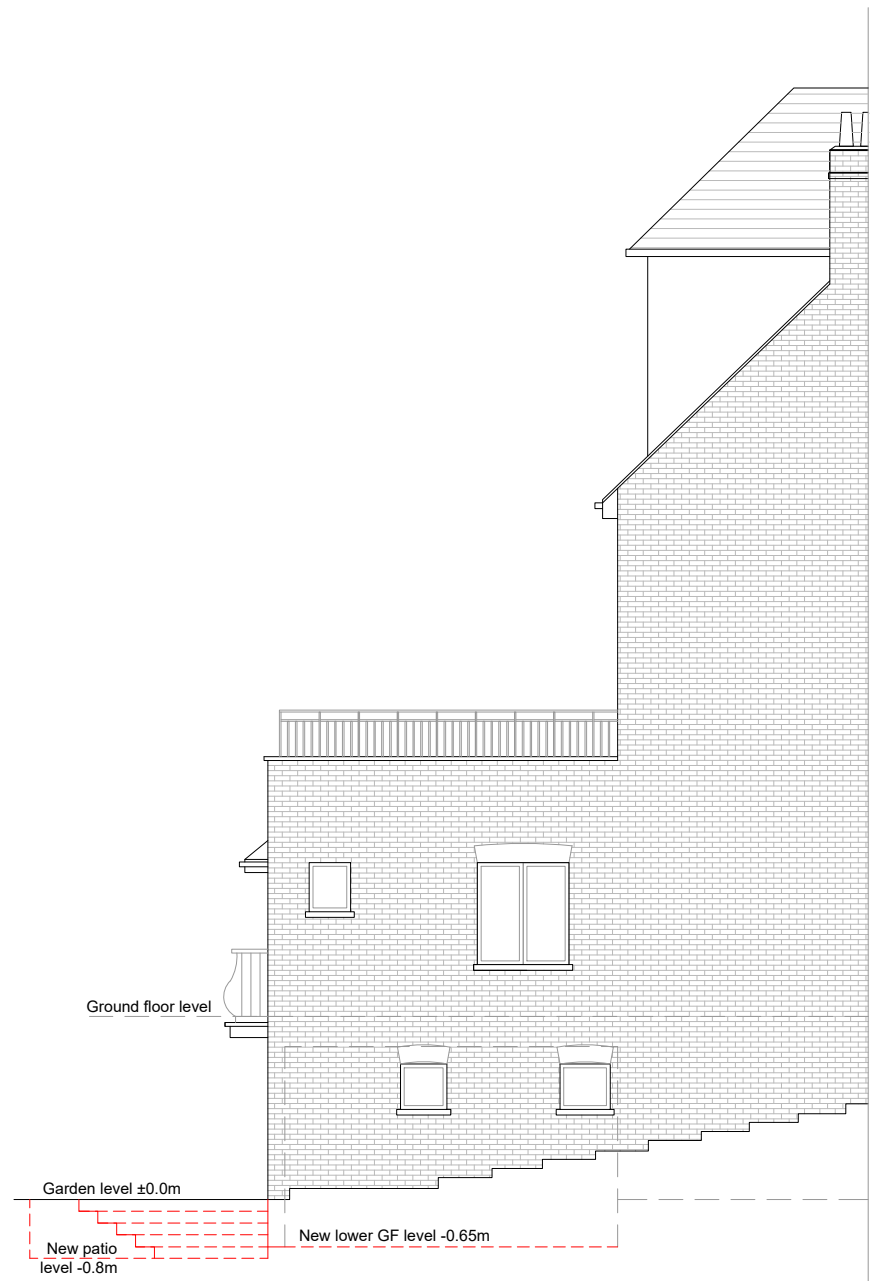 Ground floor level
Garden level ±0.0m
New lower GF level -0.65m
New patio
level -0.8m